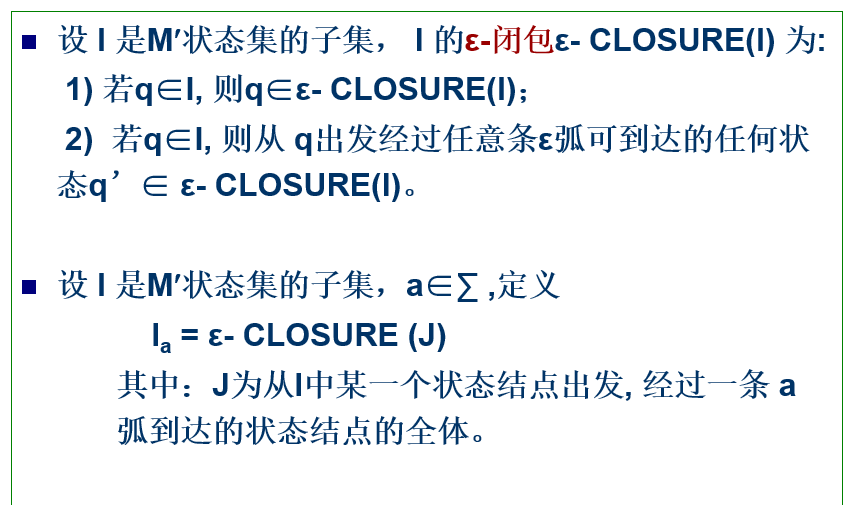 ■ 设 I 是M′状态集的子集， I 的ε-闭包ε- CLOSURE(I) 为:
1) 若q∈I, 则q∈ε- CLOSURE(I)；
2) 若q∈I, 则从 q出发经过任意条ε弧可到达的任何状
态q’∈ ε- CLOSURE(I)。
■ 设 I 是M′状态集的子集，a∈∑ ,定义
Iₐ = ε- CLOSURE (J)
其中：J为从I中某一个状态结点出发, 经过一条 a
弧到达的状态结点的全体。